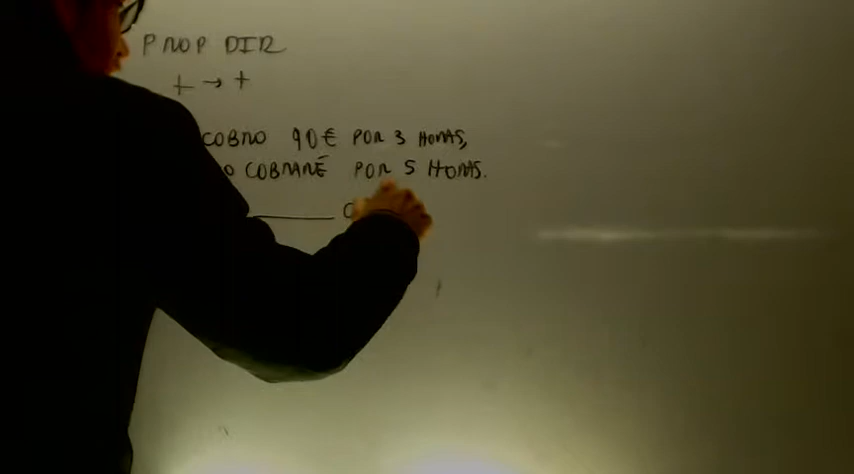 PROP DIR
+ → +
COBRO 90€ POR 3 HORAS,
COBRARÉ POR 5 HORAS.